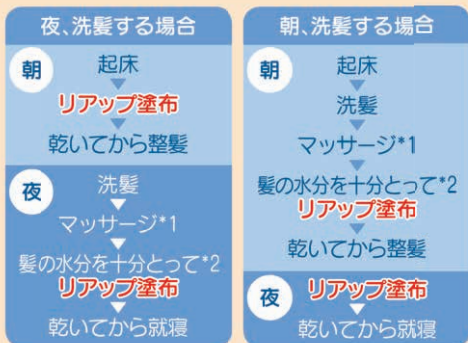 夜、洗髪する場合
朝
起床
リアップ塗布
乾いてから整髪
夜
洗髪
マッサージ*1
髪の水分を十分とって*2
リアップ塗布
乾いてから就寝
朝、洗髪する場合
朝
起床
洗髪
マッサージ*1
髪の水分を十分とって*2
リアップ塗布
乾いてから整髪
夜
リアップ塗布
乾いてから就寝